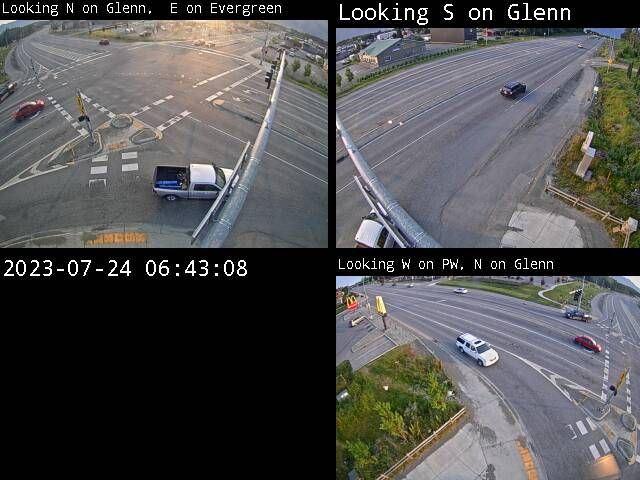 Looking N on Glenn,  E on Evergreen
Looking S on Glenn
2023-07-24 06:43:08
Looking W on PW, N on Glenn